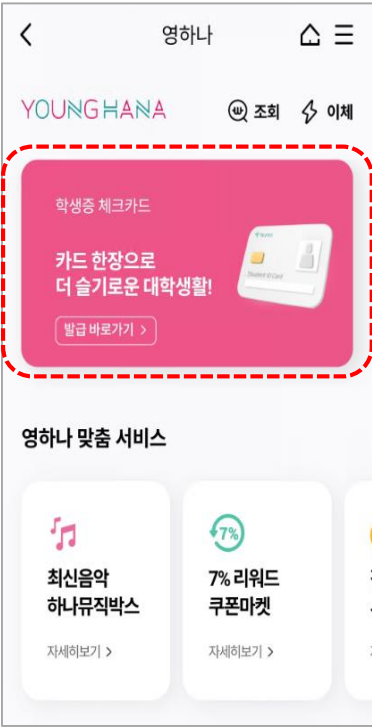 영하나
YOUNG HANA
조회
이체
학생증 체크카드
카드 한장으로
더 슬기로운 대학생활!
발급 바로가기 >
Student ID Card
영하나 맞춤 서비스
7%
최신음악
하나뮤직박스
자세히보기 >
7% 리워드
쿠폰마켓
자세히보기 >